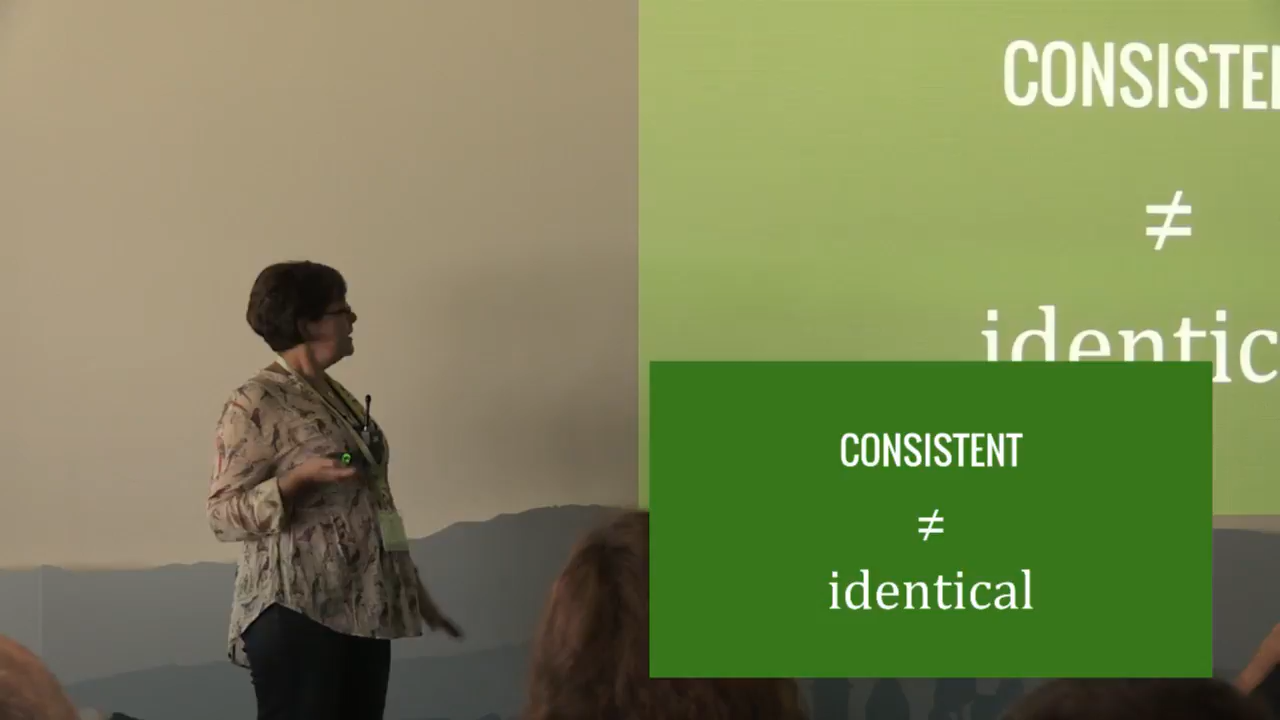 CONSISTEN
≠
identic
CONSISTENT
≠
identical